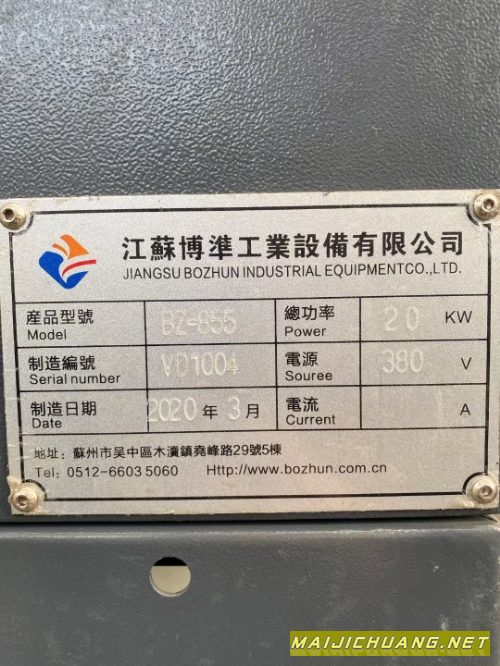 江蘇博準工業設備有限公司
JIANGSU BOZHUN INDUSTRIAL EQUIPMENTCO.,LTD.
産品型號 BZ-855 總功率 20 KW
Model Power
制造編號 VD1004 電源 380 V
Serial number Souree
制造日期 2020 年 3 月 電流 A
Date Current
地址: 蘇州市吴中區木瀆鎮堯峰路29號5棟
Tel: 0512-6603 5060 Http://www.bozhun.com.cn
MAIJICHUANG.NET